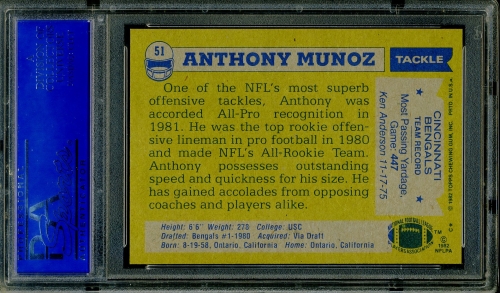 51
ANTHONY MUNOZ
TACKLE
One of the NFL's most superb
offensive tackles, Anthony was
accorded All-Pro recognition in
1981. He was the top rookie offen-
sive lineman in pro football in 1980
and made NFL's All-Rookie Team.
Anthony possesses outstanding
speed and quickness for his size. He
has gained accolades from opposing
coaches and players alike.
CINCINNATI
BENGALS
TEAM RECORD
Most Passing Yardage,
Game: 447
Ken Anderson 11-17-75
Height: 6'6" Weight: 278 College: USC
Drafted: Bengals #1-1980 Acquired: Via Draft
Born: 8-19-58, Ontario, California Home: Ontario, California
TM
© 1982
NFLPA
PSA